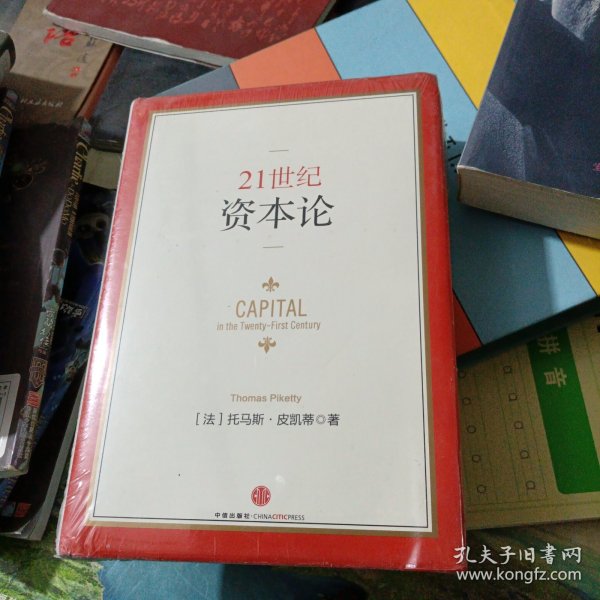 21世纪
资本论
CAPITAL
in the Twenty-First Century
Thomas Piketty
[法]托马斯·皮凯蒂◎著
中信出版社·CHINACITICPRESS
拼音
孔夫子旧书网
www.kongfz.com